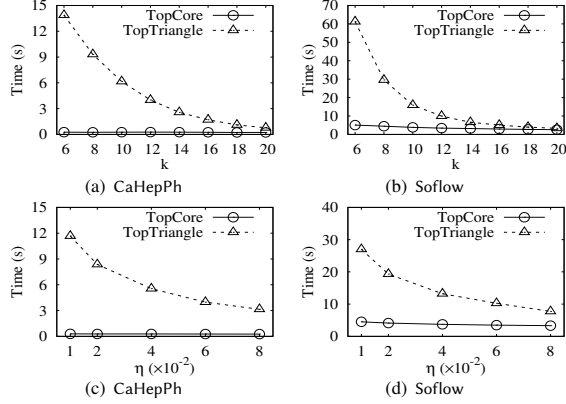 15
12
9
6
3
0
Time (s)
TopCore
TopTriangle
6 8 10 12 14 16 18 20
k
(a) CaHepPh
70
60
50
40
30
20
10
0
Time (s)
TopCore
TopTriangle
6 8 10 12 14 16 18 20
k
(b) Soflow
15
12
9
6
3
0
Time (s)
TopCore
TopTriangle
1 2 4 6 8
η (×10-2)
(c) CaHepPh
40
30
20
10
0
Time (s)
TopCore
TopTriangle
1 2 4 6 8
η (×10-2)
(d) Soflow